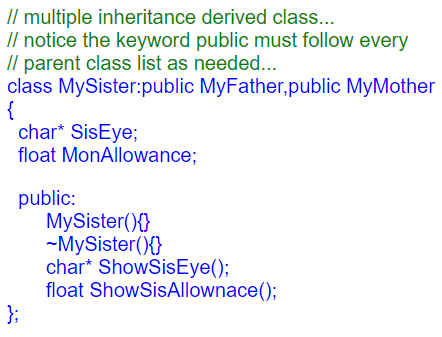 // multiple inheritance derived class...
// notice the keyword public must follow every
// parent class list as needed...
class MySister:public MyFather,public MyMother
{
char* SisEye;
float MonAllowance;
public:
MySister(){}
~MySister(){}
char* ShowSisEye();
float ShowSisAllownace();
};